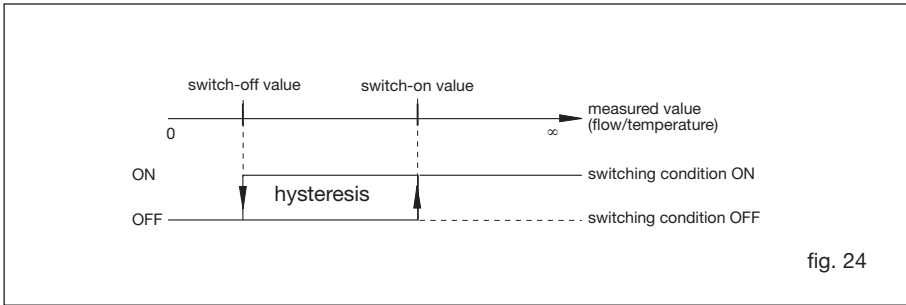 switch-off value
switch-on value
measured value
(flow/temperature)
0
∞
ON
switching condition ON
hysteresis
OFF
switching condition OFF
fig. 24